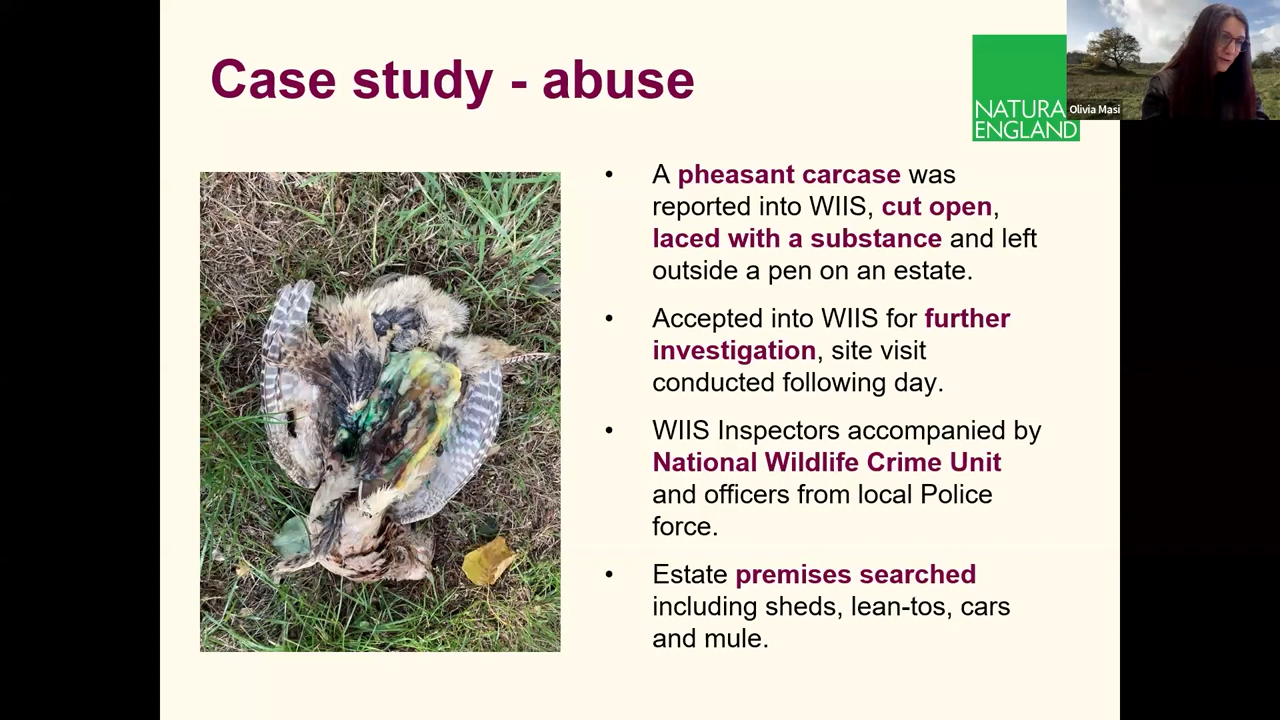 Case study - abuse
NATURA
ENGLAND
Olivia Masi
• A pheasant carcase was
reported into WIIS, cut open,
laced with a substance and left
outside a pen on an estate.
• Accepted into WIIS for further
investigation, site visit
conducted following day.
• WIIS Inspectors accompanied by
National Wildlife Crime Unit
and officers from local Police
force.
• Estate premises searched
including sheds, lean-tos, cars
and mule.